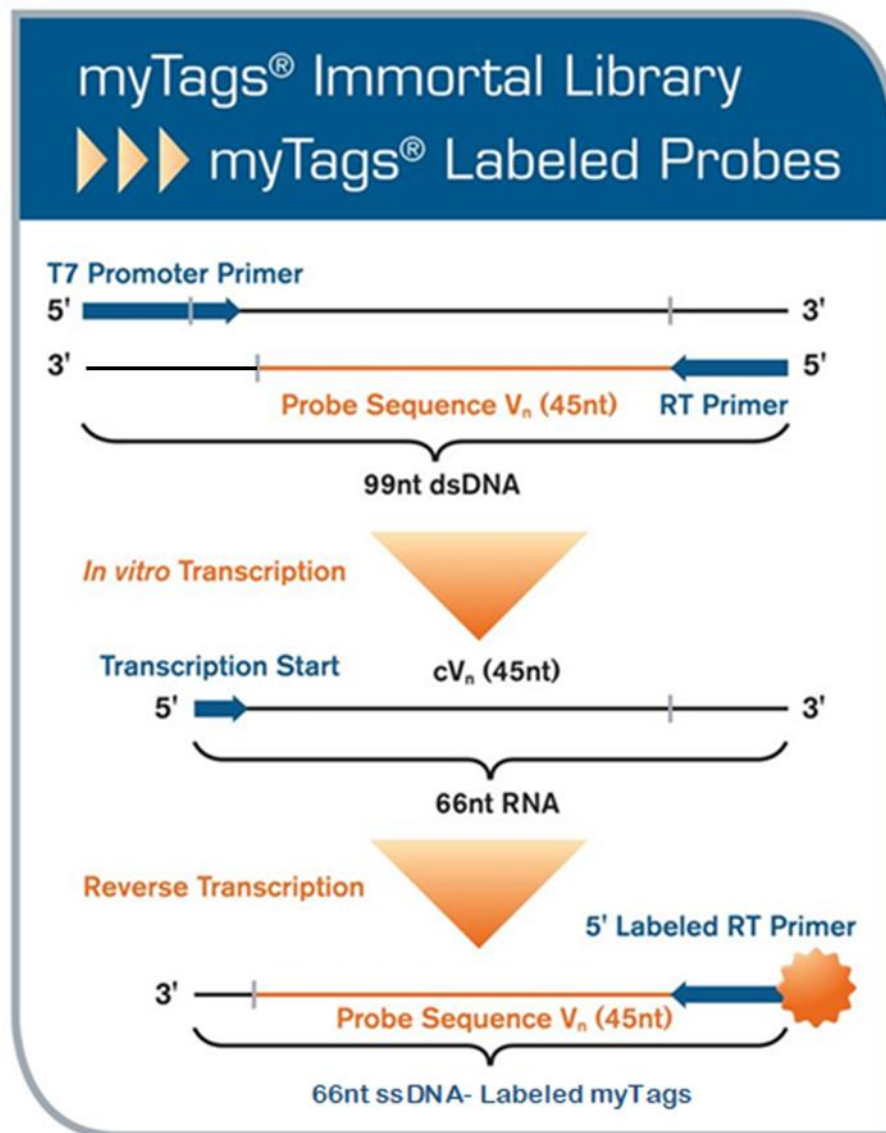 myTags® Immortal Library
myTags® Labeled Probes
T7 Promoter Primer
5' 3'
3' 5'
Probe Sequence Vn (45nt) RT Primer
99nt dsDNA
In vitro Transcription
Transcription Start cVn (45nt)
5' 3'
66nt RNA
Reverse Transcription
5' Labeled RT Primer
3'
Probe Sequence Vn (45nt)
66nt ssDNA- Labeled myTags